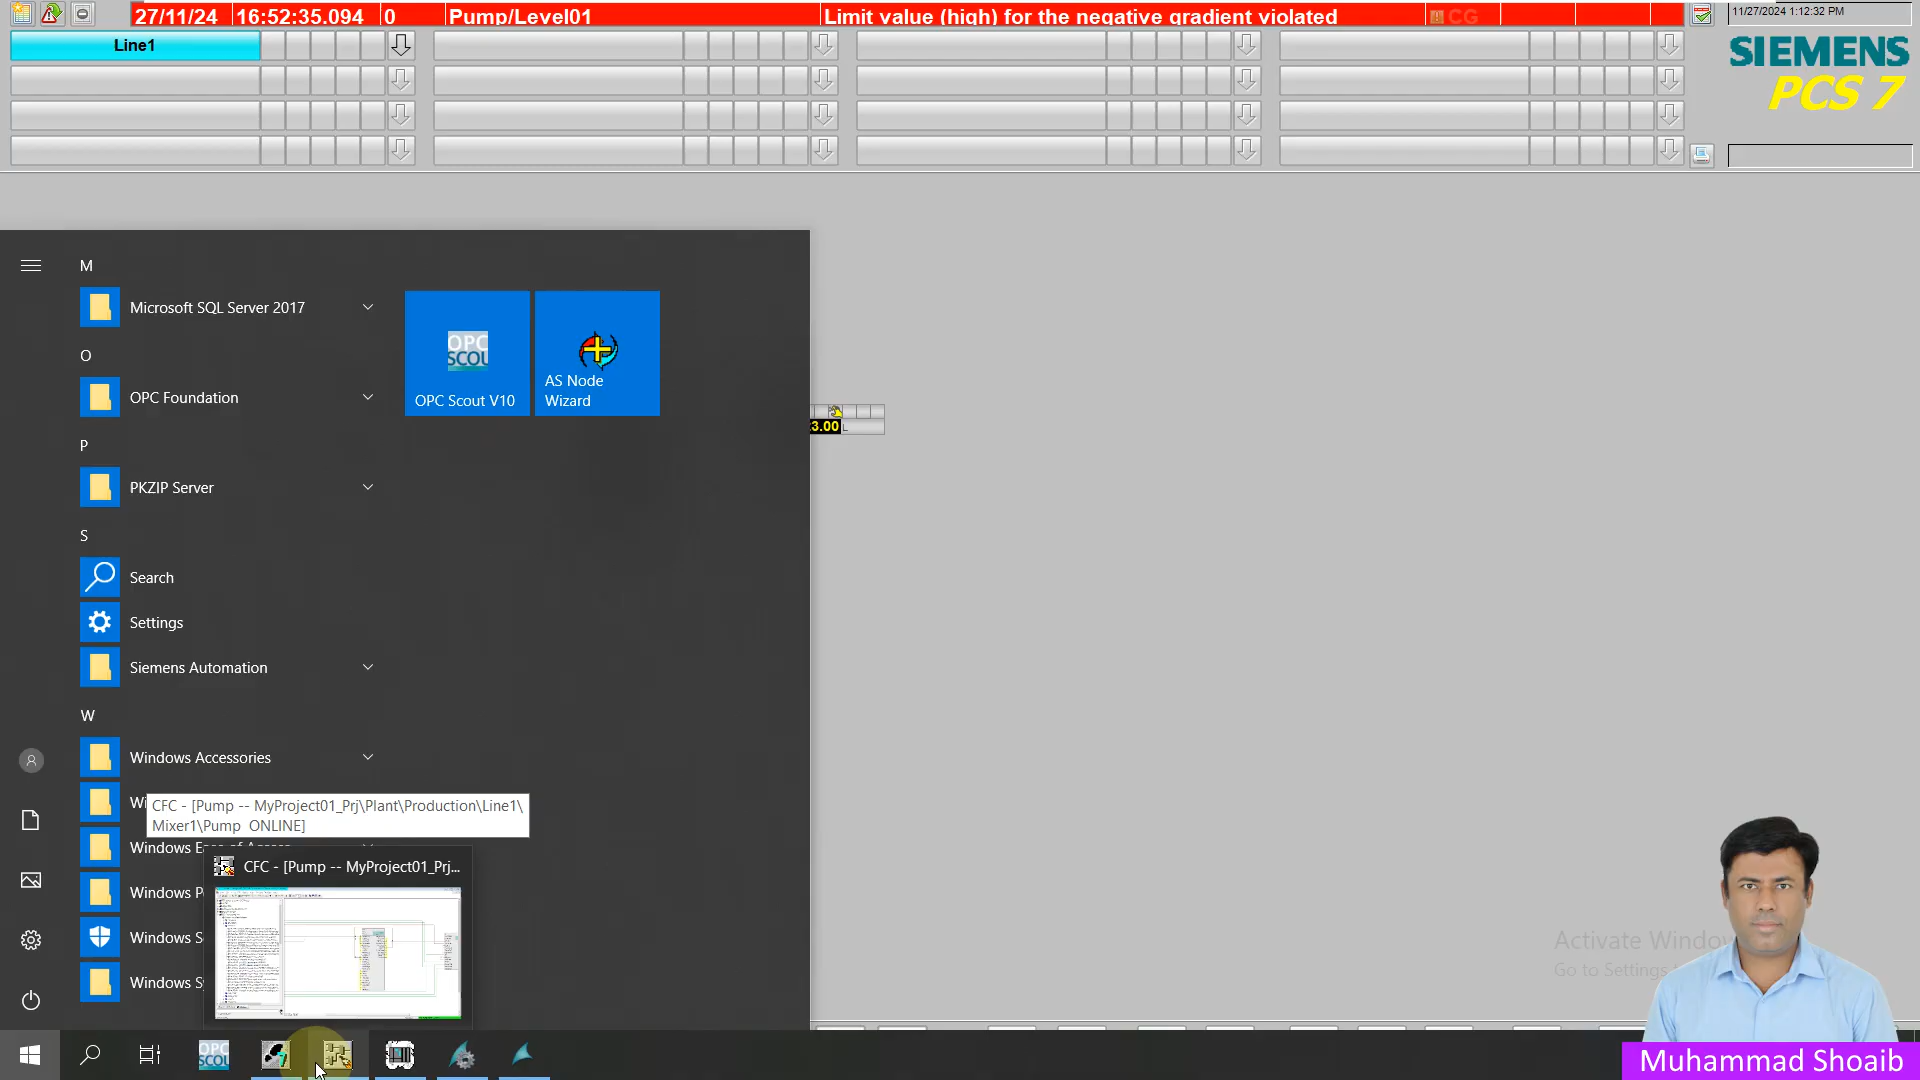 27/11/24 16:52:35.094 0 Pump/Level01 Limit value (high) for the negative gradient violated CG
11/27/2024 1:12:32 PM
Line1
SIEMENS
PCS 7
M
Microsoft SQL Server 2017
O
OPC Foundation
P
PKZIP Server
S
Search
Settings
Siemens Automation
W
Windows Accessories
OPC Scout V10
AS Node
Wizard
3.00 L
CFC - [Pump -- MyProject01_Prj\Plant\Production\Line1\
Mixer1\Pump ONLINE]
CFC - [Pump -- MyProject01_Prj...
Activate Windo
Go to Settings
Muhammad Shoaib